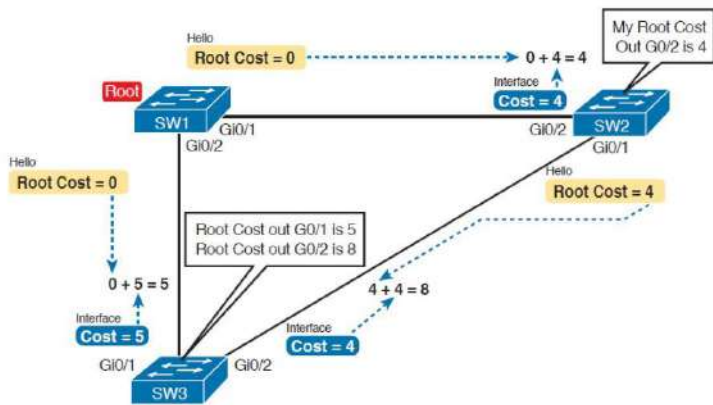 Hello
Root Cost = 0
0 + 4 = 4
My Root Cost
Out G0/2 is 4
Interface
Cost = 4
Root
SW1
Gi0/1
Gi0/2
Gi0/2
SW2
Gi0/1
Hello
Root Cost = 0
Hello
Root Cost = 4
Root Cost out G0/1 is 5
Root Cost out G0/2 is 8
0 + 5 = 5
4 + 4 = 8
Interface
Cost = 5
Interface
Cost = 4
Gi0/1
Gi0/2
SW3